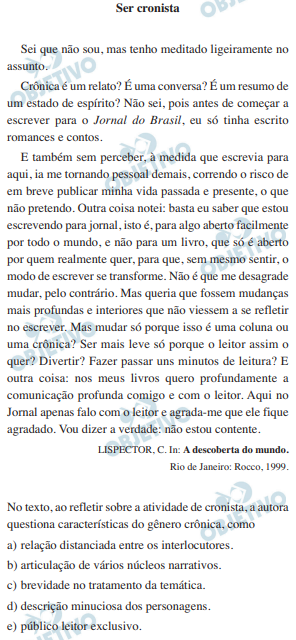 Ser cronista
Sei que não sou, mas tenho meditado ligeiramente no
assunto.
Crônica é um relato? É uma conversa? É um resumo de
um estado de espírito? Não sei, pois antes de começar a
escrever para o Jornal do Brasil, eu só tinha escrito
romances e contos.
E também sem perceber, à medida que escrevia para
aqui, ia me tornando pessoal demais, correndo o risco de
em breve publicar minha vida passada e presente, o que
não pretendo. Outra coisa notei: basta eu saber que estou
escrevendo para jornal, isto é, para algo aberto facilmente
por todo o mundo, e não para um livro, que só é aberto
por quem realmente quer, para que, sem mesmo sentir, o
modo de escrever se transforme. Não é que me desagrade
mudar, pelo contrário. Mas queria que fossem mudanças
mais profundas e interiores que não viessem a se refletir
no escrever. Mas mudar só porque isso é uma coluna ou
uma crônica? Ser mais leve só porque o leitor assim o
quer? Divertir? Fazer passar uns minutos de leitura? E
outra coisa: nos meus livros quero profundamente a
comunicação profunda comigo e com o leitor. Aqui no
Jornal apenas falo com o leitor e agrada-me que ele fique
agradado. Vou dizer a verdade: não estou contente.
LISPECTOR, C. In: A descoberta do mundo.
Rio de Janeiro: Rocco, 1999.
No texto, ao refletir sobre a atividade de cronista, a autora
questiona características do gênero crônica, como
a) relação distanciada entre os interlocutores.
b) articulação de vários núcleos narrativos.
c) brevidade no tratamento da temática.
d) descrição minuciosa dos personagens.
e) público leitor exclusivo.
OBJETIVO
OBJETIVO
OBJETIVO
OBJETIVO
OBJETIVO
OBJETIVO
OBJETIVO
OBJETIVO